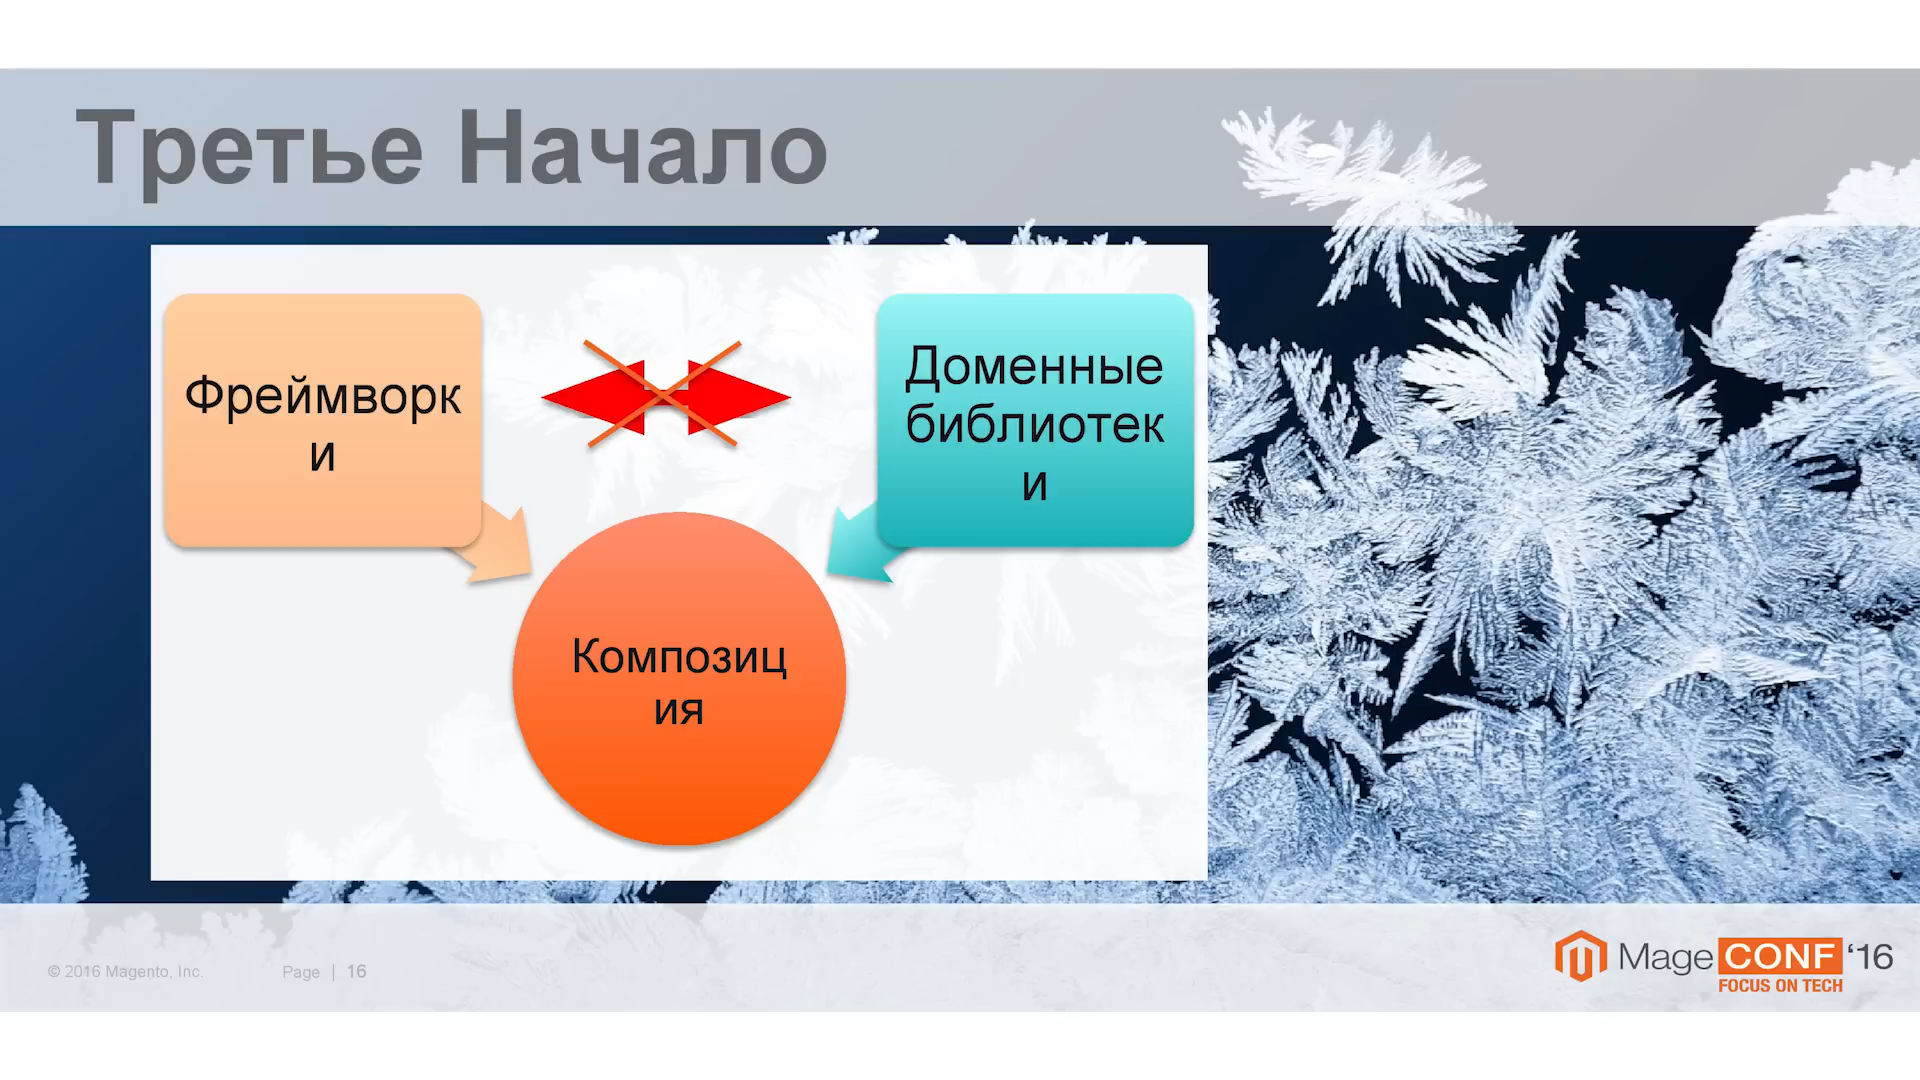 Третье Начало
Фреймворк
и
Доменные
библиотек
и
Композиц
ия
© 2016 Magento, Inc.
Page | 16
Mage CONF ‘16
FOCUS ON TECH